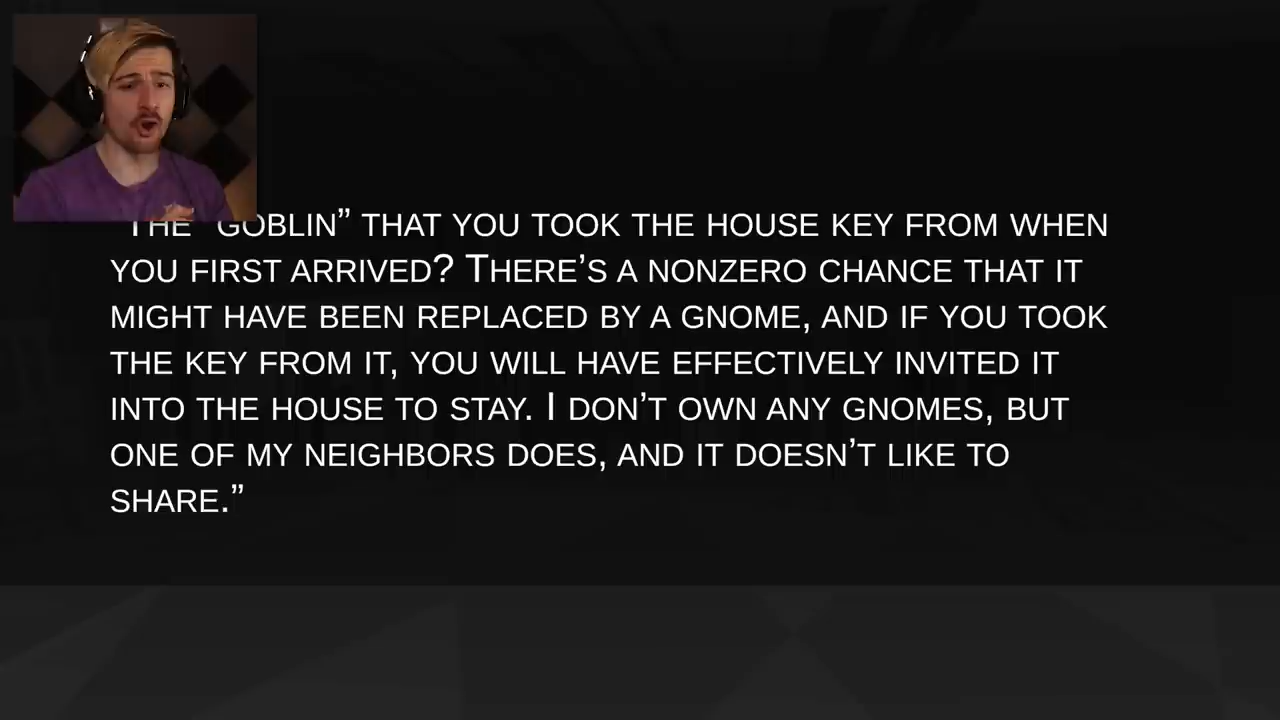 “THE “GOBLIN” THAT YOU TOOK THE HOUSE KEY FROM WHEN
YOU FIRST ARRIVED? THERE’S A NONZERO CHANCE THAT IT
MIGHT HAVE BEEN REPLACED BY A GNOME, AND IF YOU TOOK
THE KEY FROM IT, YOU WILL HAVE EFFECTIVELY INVITED IT
INTO THE HOUSE TO STAY. I DON’T OWN ANY GNOMES, BUT
ONE OF MY NEIGHBORS DOES, AND IT DOESN’T LIKE TO
SHARE.”